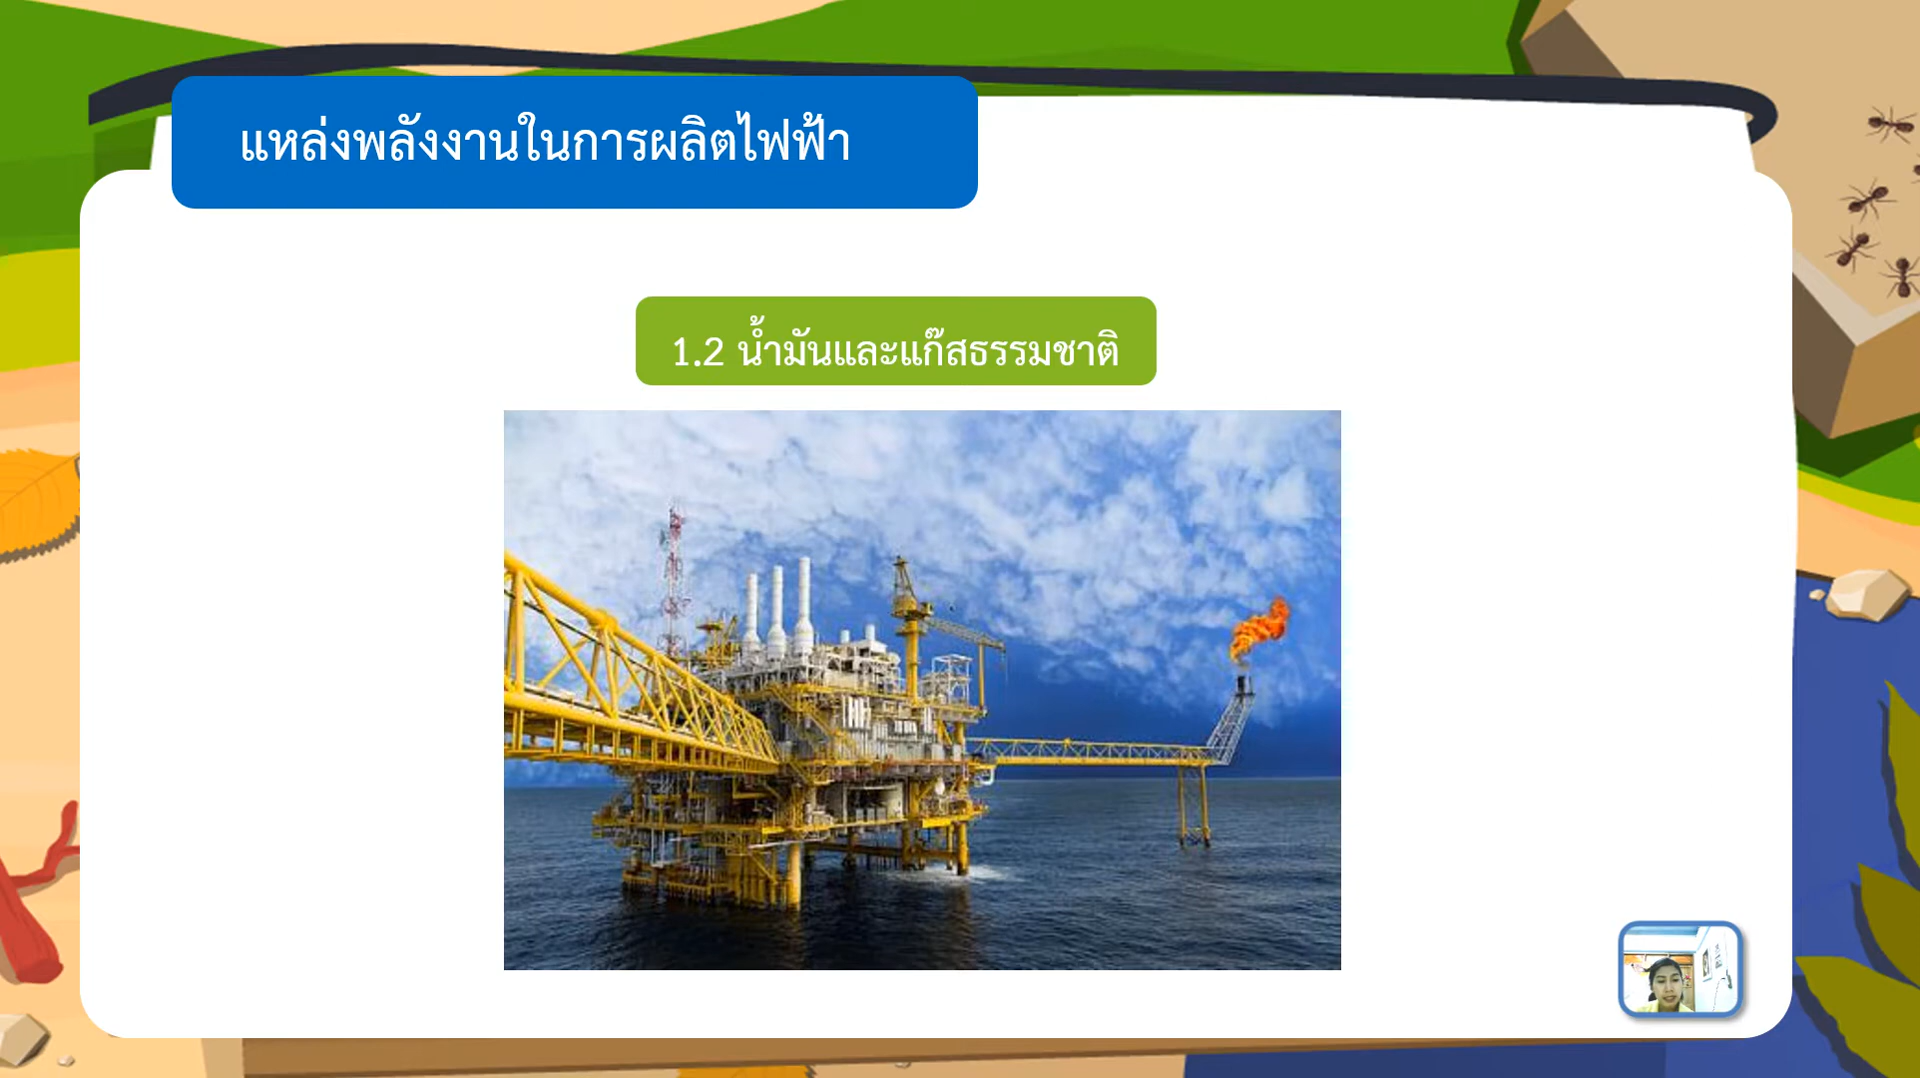 แหล่งพลังงานในการผลิตไฟฟ้า
1.2 น้ำมันและแก๊สธรรมชาติ